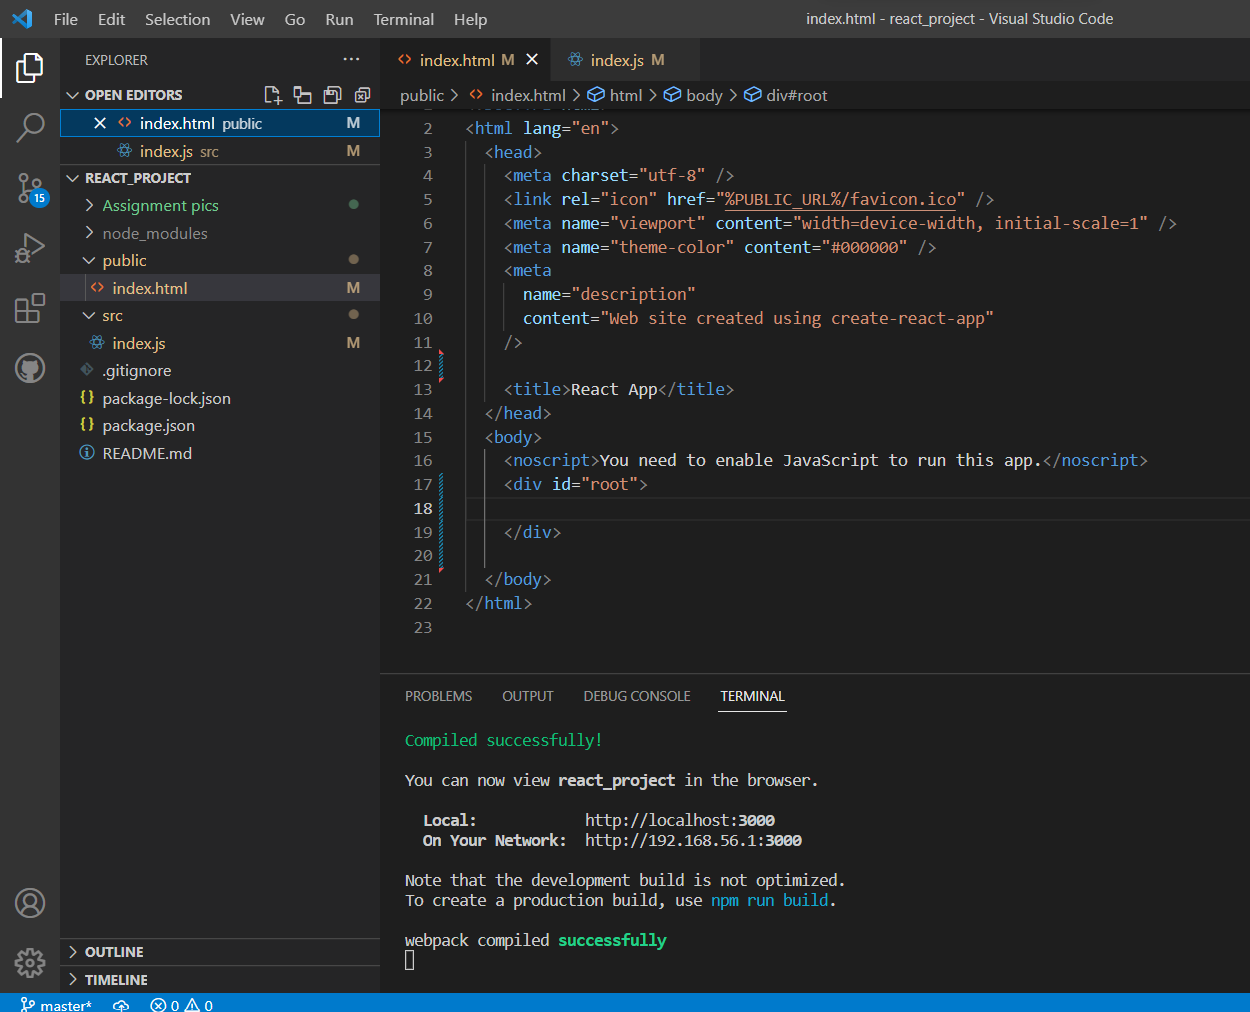 File Edit Selection View Go Run Terminal Help
index.html - react_project - Visual Studio Code
EXPLORER
OPEN EDITORS
index.html public M
index.js src M
REACT_PROJECT
Assignment pics
node_modules
public
index.html M
src
index.js M
.gitignore
package-lock.json
package.json
README.md
OUTLINE
TIMELINE
15
index.html M
index.js M
public > index.html > html > body > div#root
2 <html lang="en">
3 <head>
4 <meta charset="utf-8" />
5 <link rel="icon" href="%PUBLIC_URL%/favicon.ico" />
6 <meta name="viewport" content="width=device-width, initial-scale=1" />
7 <meta name="theme-color" content="#000000" />
8 <meta
9 name="description"
10 content="Web site created using create-react-app"
11 />
12
13 <title>React App</title>
14 </head>
15 <body>
16 <noscript>You need to enable JavaScript to run this app.</noscript>
17 <div id="root">
18
19 </div>
20
21 </body>
22 </html>
23
PROBLEMS OUTPUT DEBUG CONSOLE TERMINAL
Compiled successfully!
You can now view react_project in the browser.
Local: http://localhost:3000
On Your Network: http://192.168.56.1:3000
Note that the development build is not optimized.
To create a production build, use npm run build.
webpack compiled successfully
master* 0 0